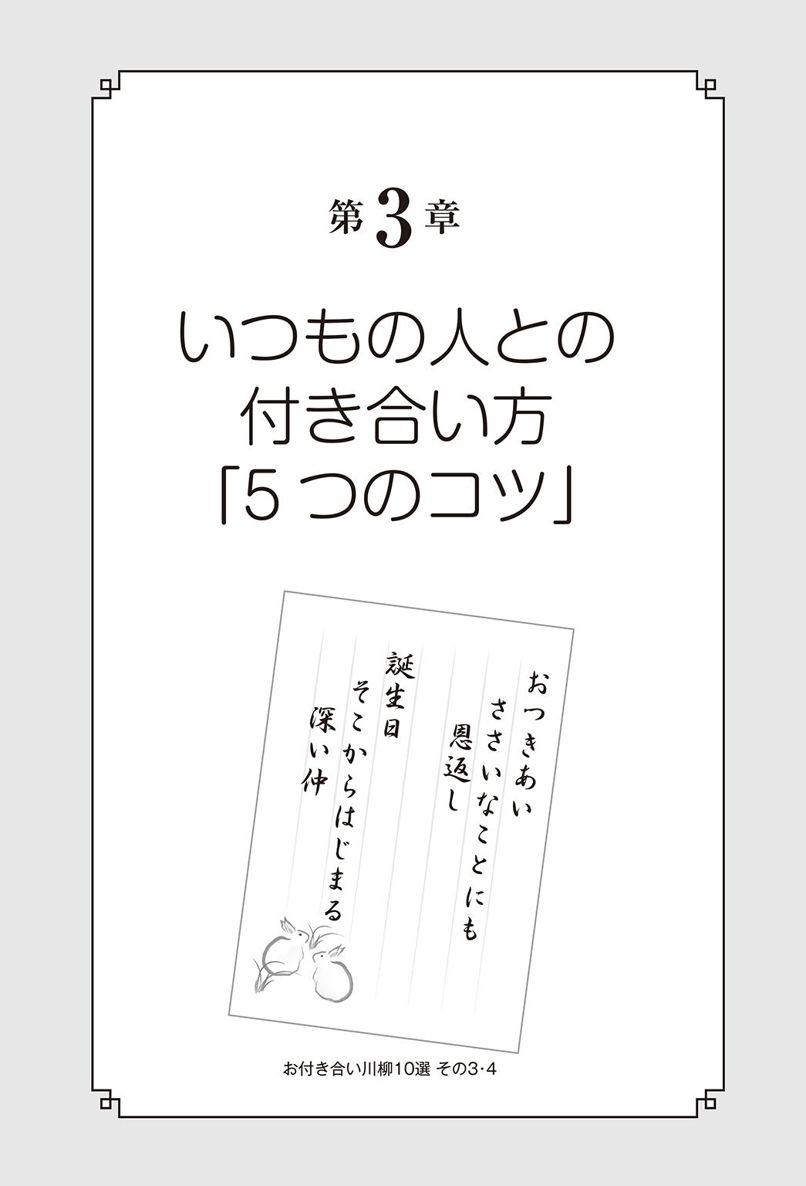 第3章
いつもの人との
付き合い方
「5つのコツ」
おつきあい
ささいなことにも
恩返し
誕生日
そこからはじまる
深い仲
お付き合い川柳10選 その3・4